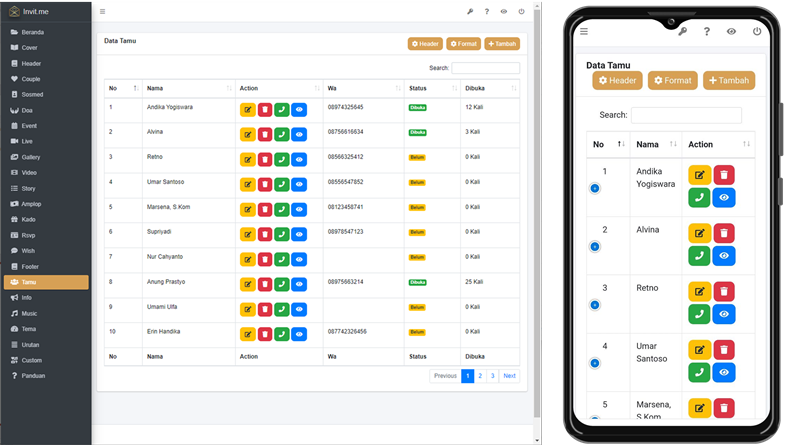 Invit.me
Beranda
Cover
Header
Couple
Sosmed
Doa
Event
Live
Gallery
Video
Story
Amplop
Kado
Rsvp
Wish
Footer
Tamu
Info
Music
Tema
Urutan
Custom
Panduan
Data Tamu
Header Format Tambah
Search:
No Nama Action Wa Status Dibuka
1 Andika Yogiswara 08974325645 Dibuka 12 Kali
2 Alvina 08756616634 Dibuka 3 Kali
3 Retno 08566325412 Belum 0 Kali
4 Umar Santoso 08556547852 Belum 0 Kali
5 Marsena, S.Kom 08123458741 Belum 0 Kali
6 Supriyadi 08978547123 Belum 0 Kali
7 Nur Cahyanto Belum 0 Kali
8 Anung Prastyo 08975663214 Dibuka 25 Kali
9 Umami Ulfa Belum 0 Kali
10 Erin Handika 087742326456 Belum 0 Kali
No Nama Action Wa Status Dibuka
Previous 1 2 3 Next
Data Tamu
Header Format Tambah
Search:
No Nama Action
1 Andika
Yogiswara
2 Alvina
3 Retno
4 Umar
Santoso
5 Marsena,
S.Kom